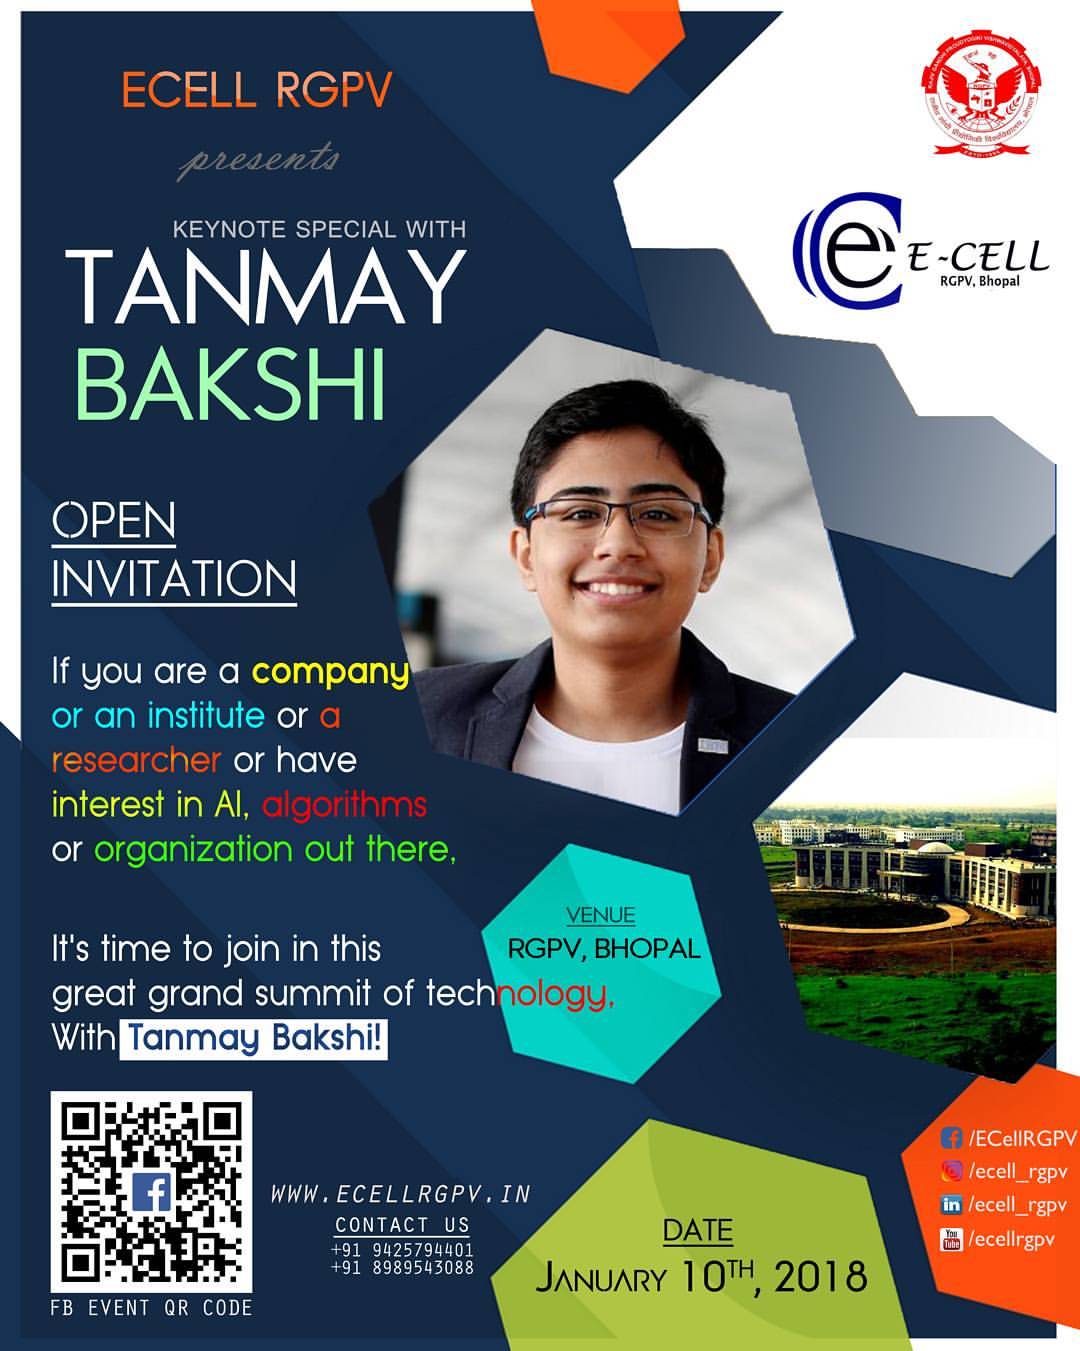 ECELL RGPV
presents
KEYNOTE SPECIAL WITH
TANMAY
BAKSHI
E-CELL
RGPV, Bhopal
OPEN
INVITATION
If you are a company
or an institute or a
researcher or have
interest in AI, algorithms
or organization out there,
It's time to join in this
great grand summit of technology,
With Tanmay Bakshi!
VENUE
RGPV, BHOPAL
FB EVENT QR CODE
WWW.ECELLRGPV.IN
CONTACT US
+91 9425794401
+91 8989543088
DATE
JANUARY 10TH, 2018
/ECellRGPV
/ecell_rgpv
in /ecell_rgpv
You Tube /ecellrgpv